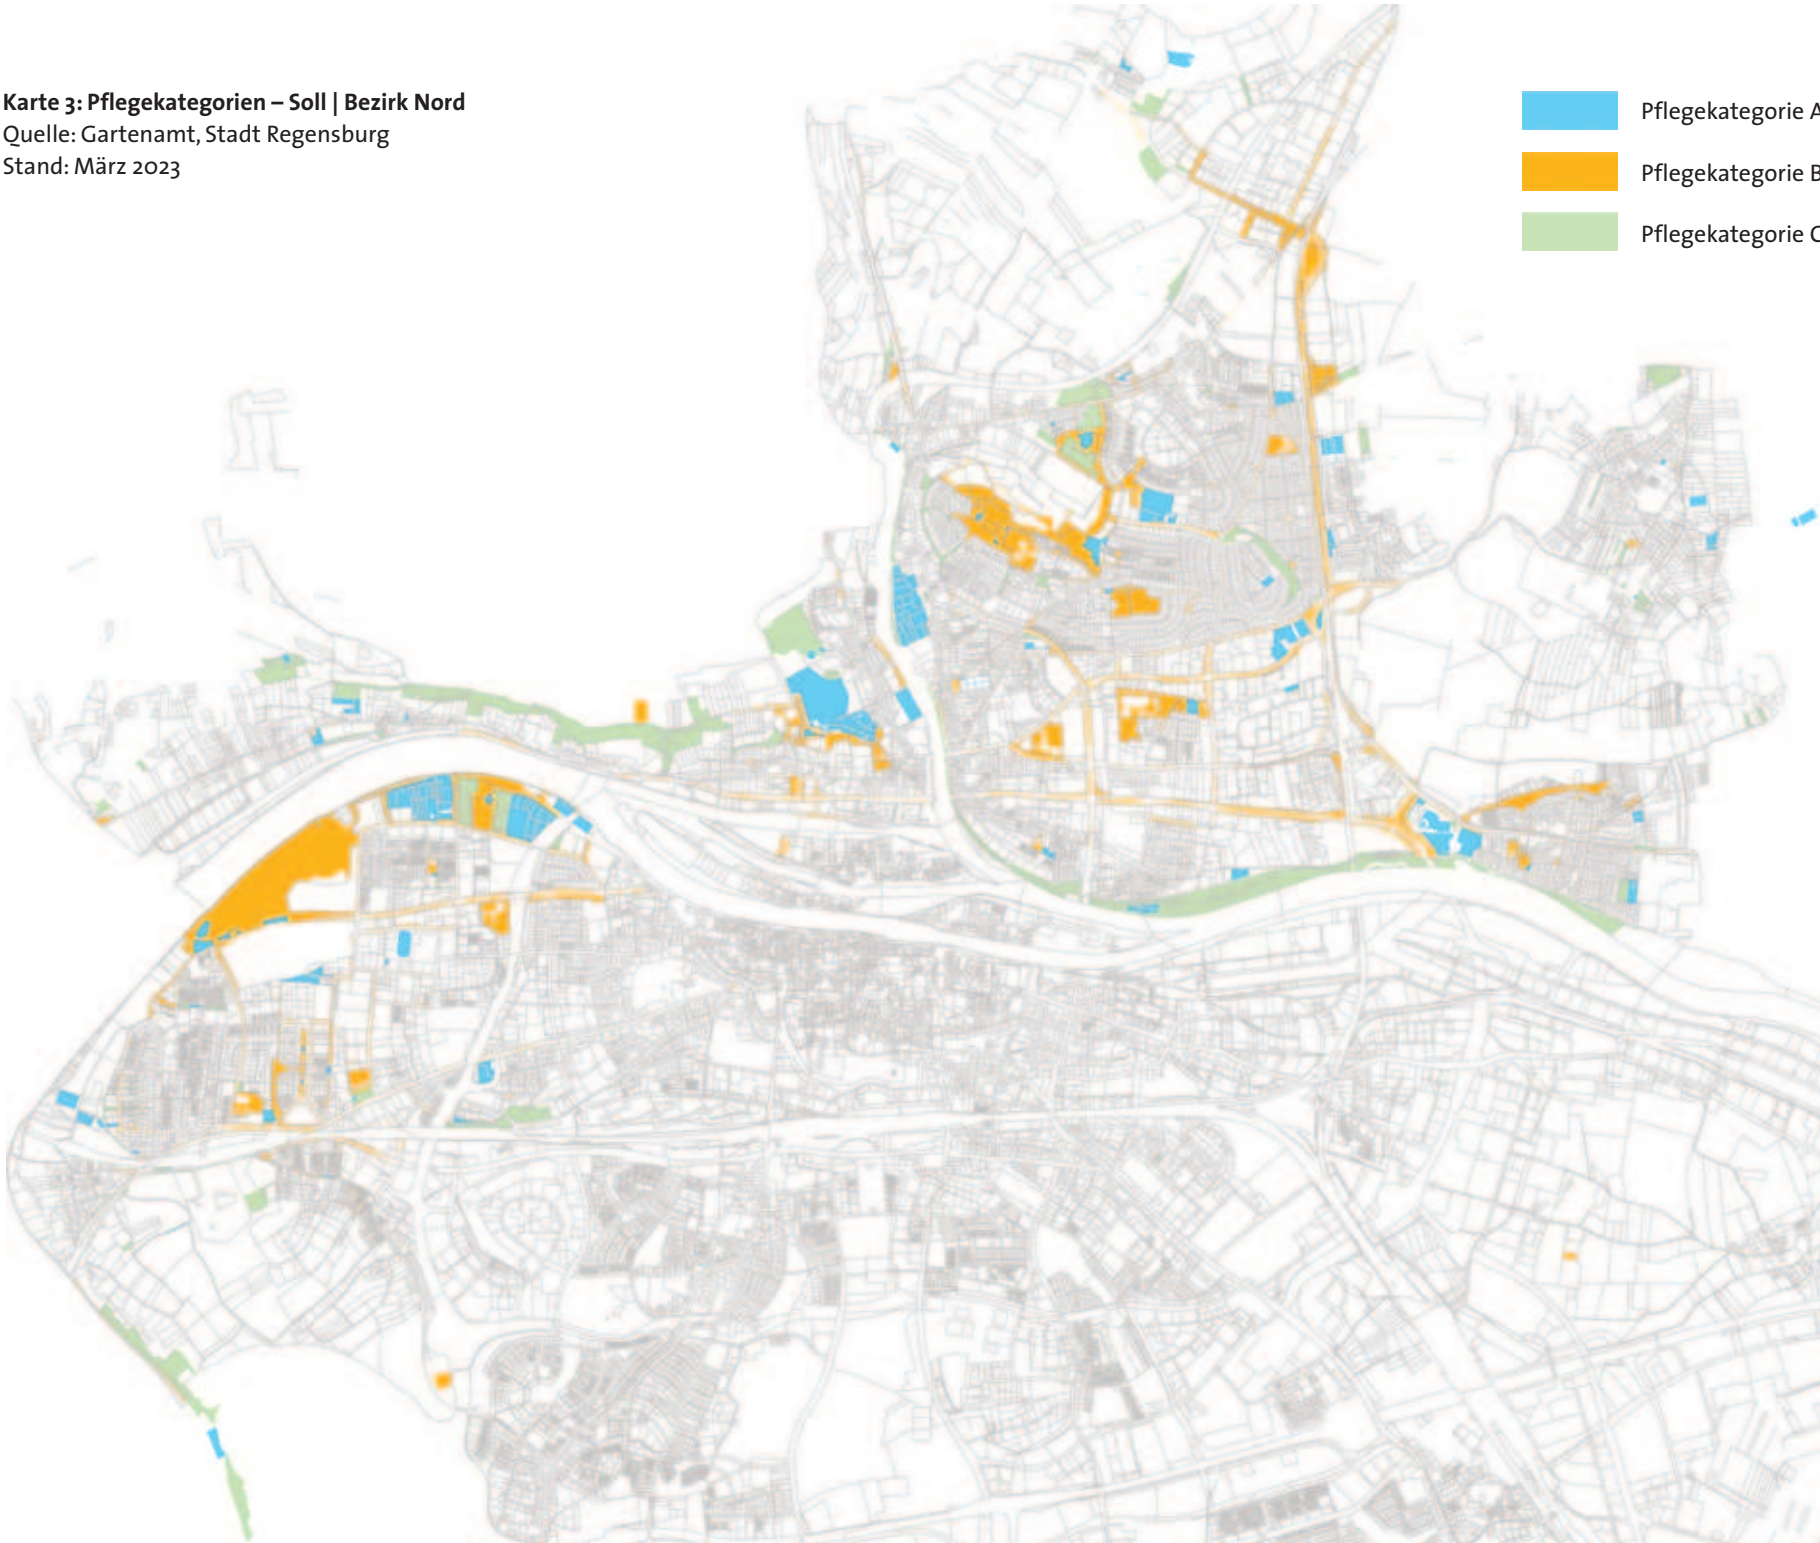 Karte 3: Pflegekategorien – Soll | Bezirk Nord
Quelle: Gartenamt, Stadt Regensburg
Stand: März 2023
Pflegekategorie A
Pflegekategorie B
Pflegekategorie C